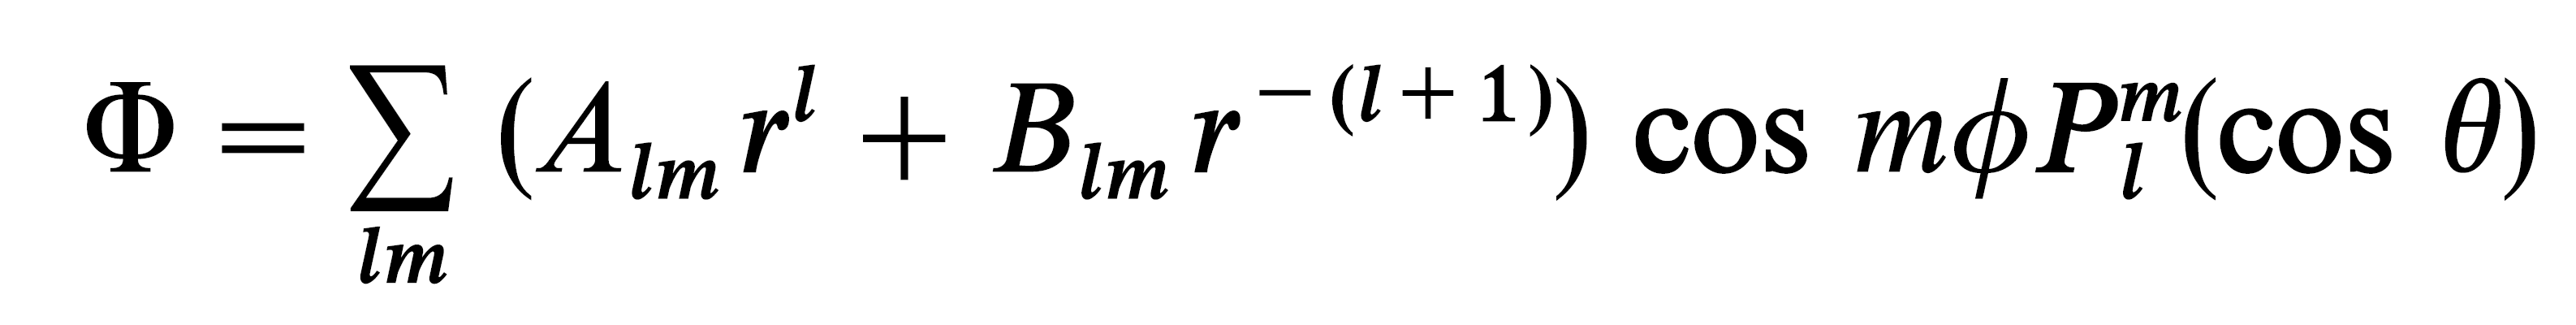 Φ = ∑_{lm} (A_{lm} r^l + B_{lm} r^{-(l+1)}) cos mϕ P_l^m(cos θ)